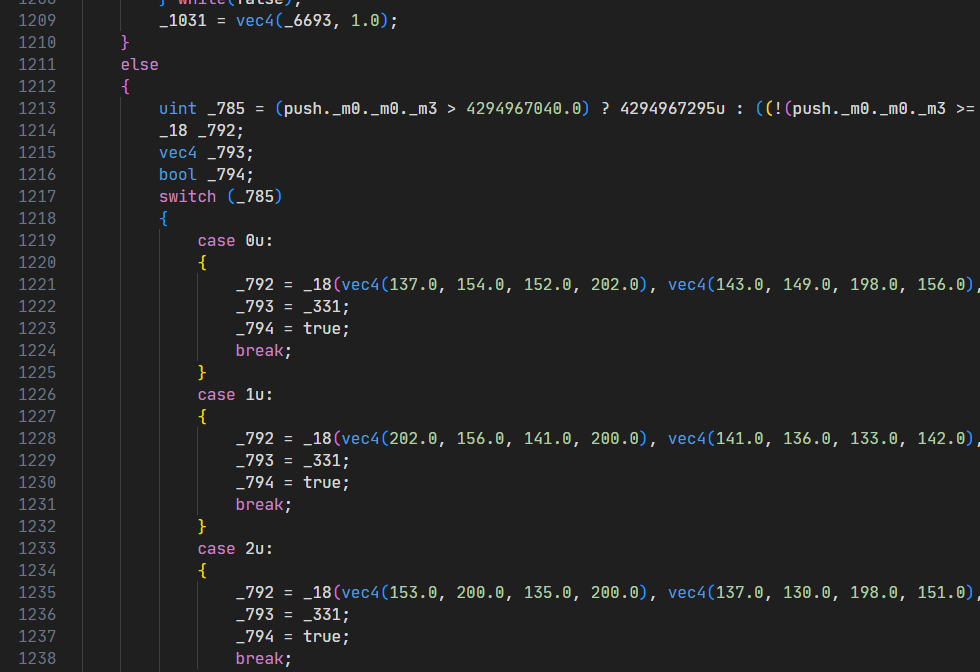 1208 } while(false);
1209 _1031 = vec4(_6693, 1.0);
1210 }
1211 else
1212 {
1213 uint _785 = (push._m0._m0._m3 > 4294967040.0) ? 4294967295u : ((!(push._m0._m0._m3 >=
1214 _18 _792;
1215 vec4 _793;
1216 bool _794;
1217 switch (_785)
1218 {
1219 case 0u:
1220 {
1221 _792 = _18(vec4(137.0, 154.0, 152.0, 202.0), vec4(143.0, 149.0, 198.0, 156.0),
1222 _793 = _331;
1223 _794 = true;
1224 break;
1225 }
1226 case 1u:
1227 {
1228 _792 = _18(vec4(202.0, 156.0, 141.0, 200.0), vec4(141.0, 136.0, 133.0, 142.0),
1229 _793 = _331;
1230 _794 = true;
1231 break;
1232 }
1233 case 2u:
1234 {
1235 _792 = _18(vec4(153.0, 200.0, 135.0, 200.0), vec4(137.0, 130.0, 198.0, 151.0),
1236 _793 = _331;
1237 _794 = true;
1238 break;